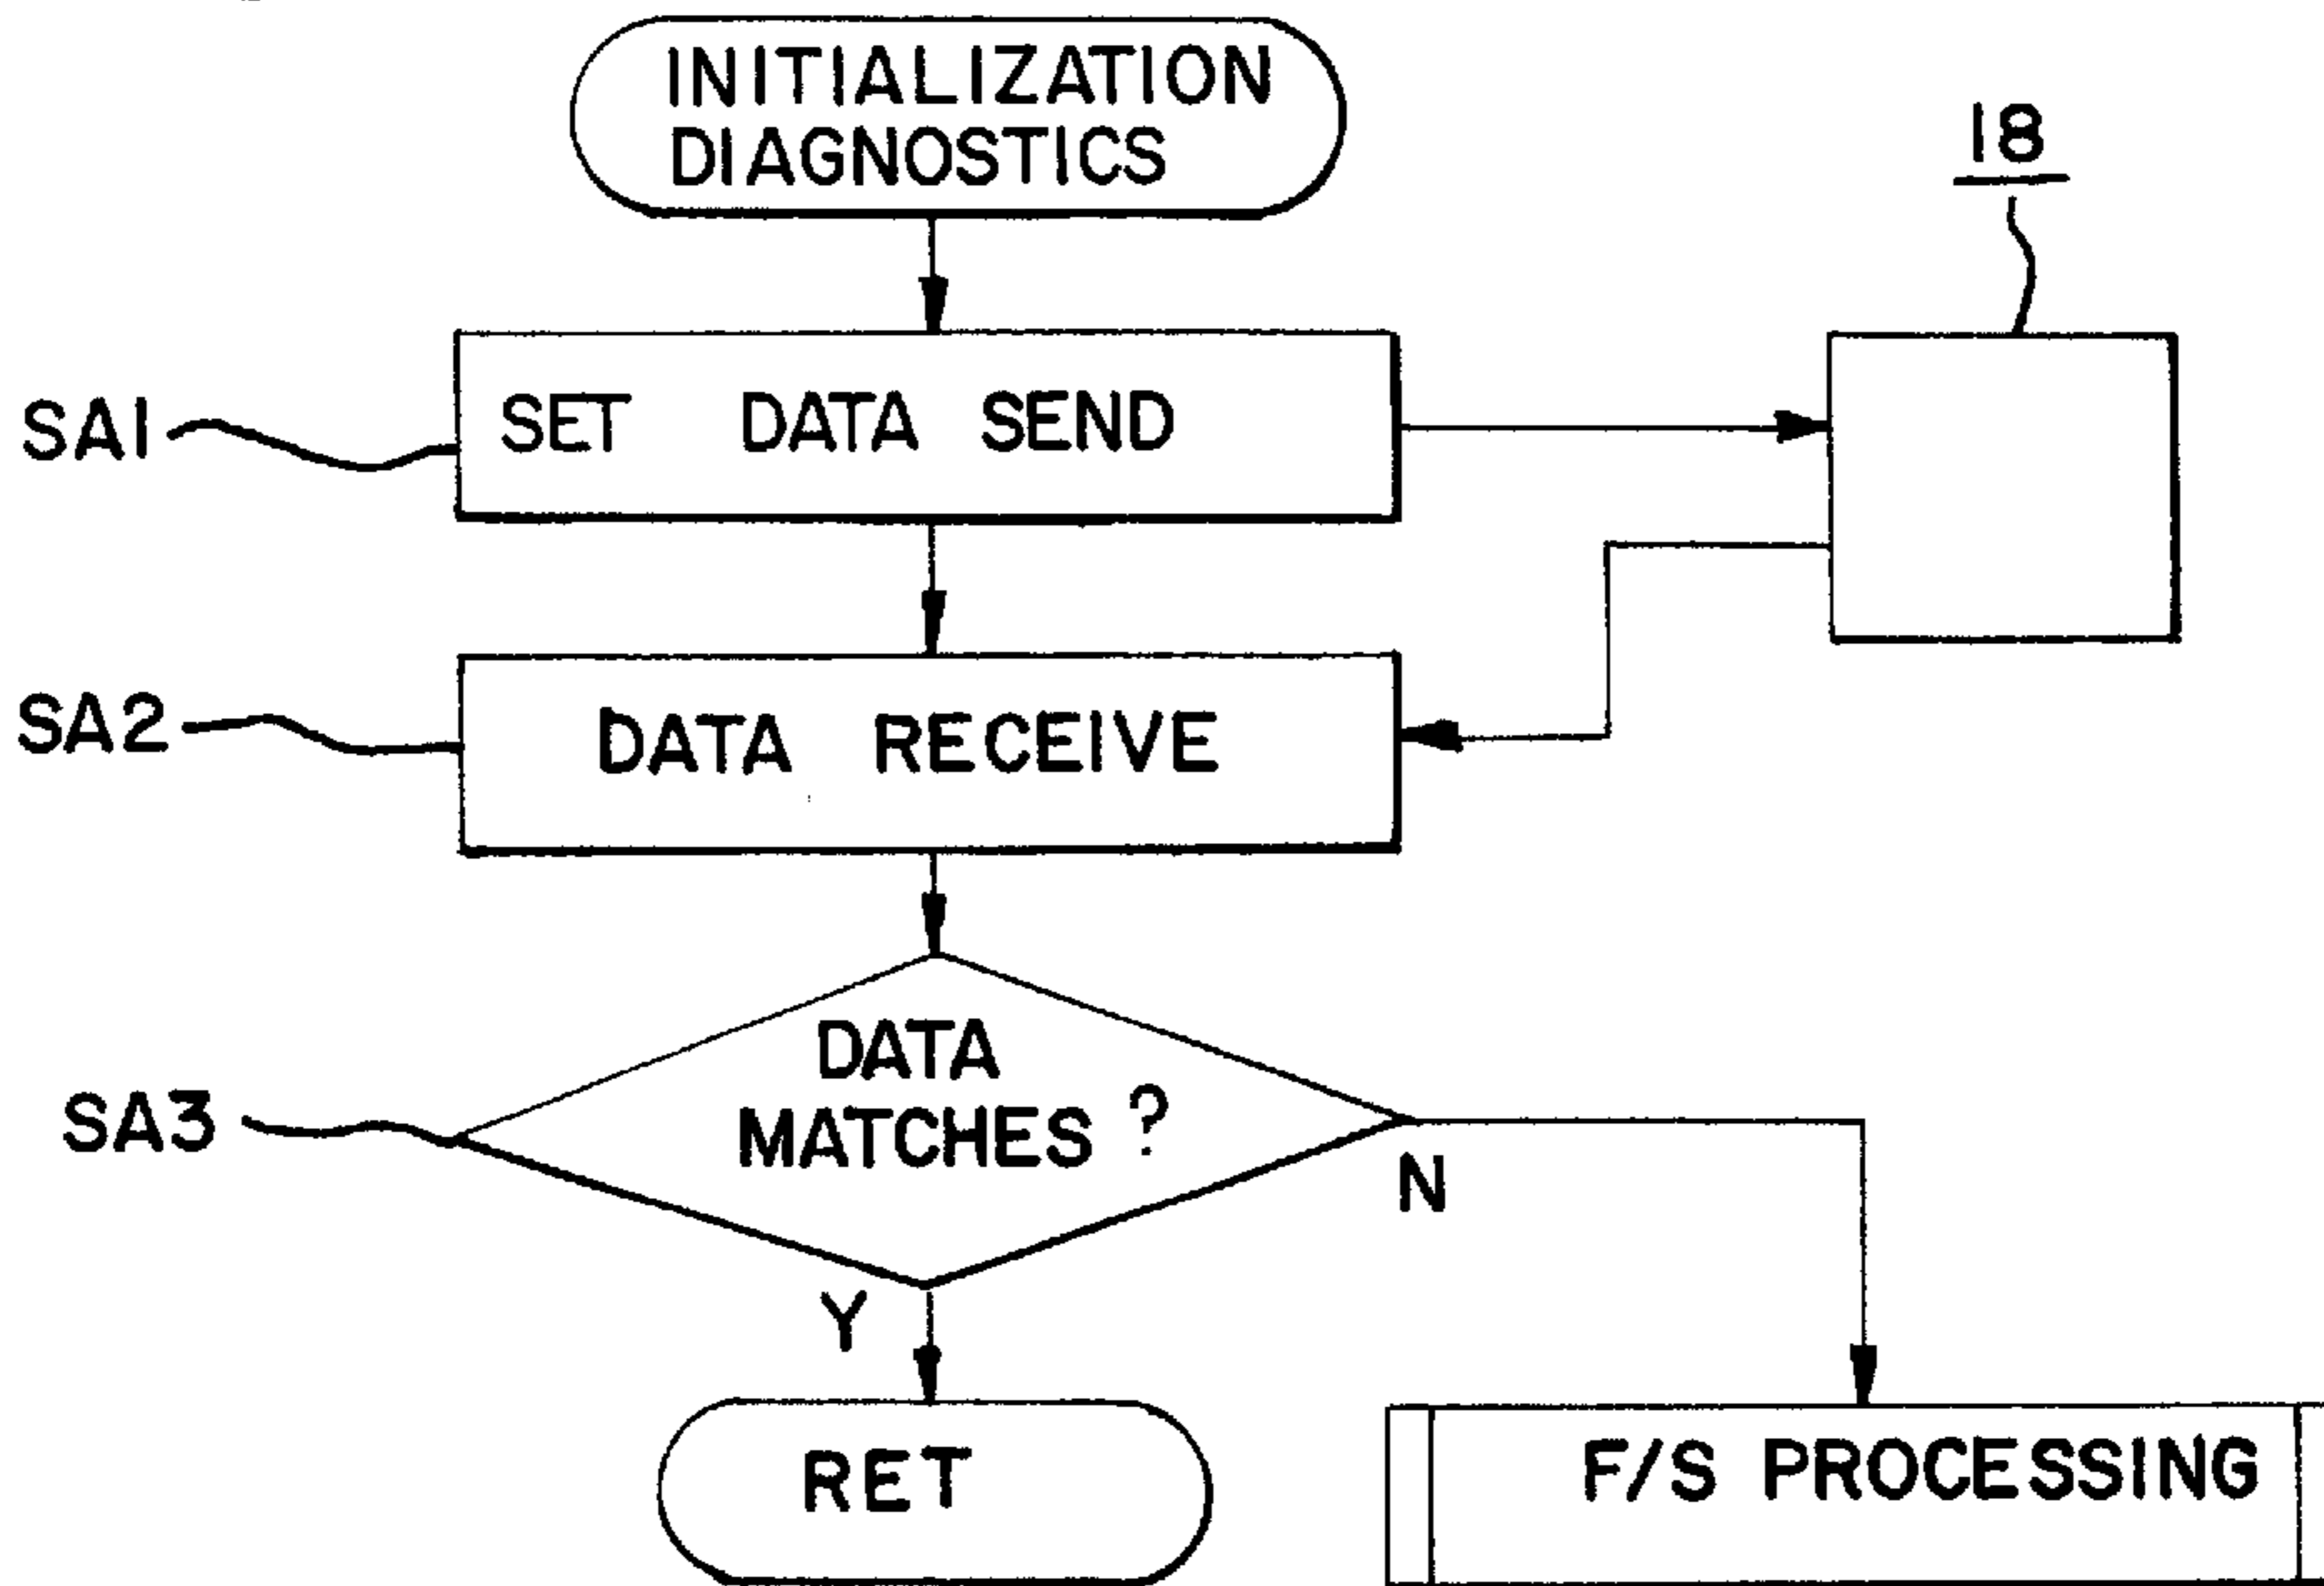 INITIALIZATION
DIAGNOSTICS
18
SA1
SET DATA SEND
SA2
DATA RECEIVE
SA3
DATA
MATCHES ?
N
Y
RET
F/S PROCESSING